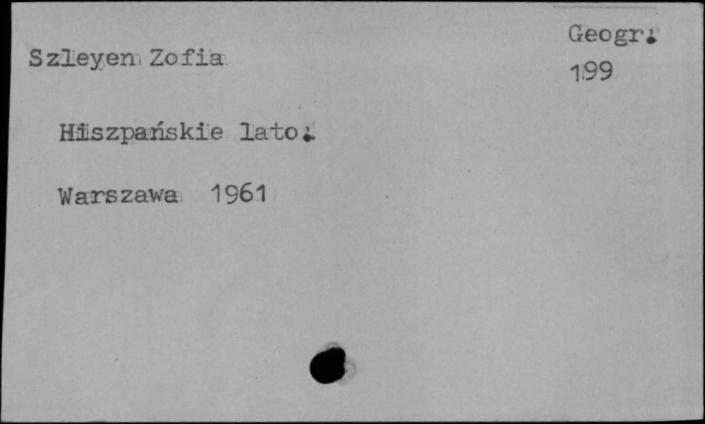 Geogr.
Szleyen Zofia
199
Hiszpańskie lato.
Warszawa 1961